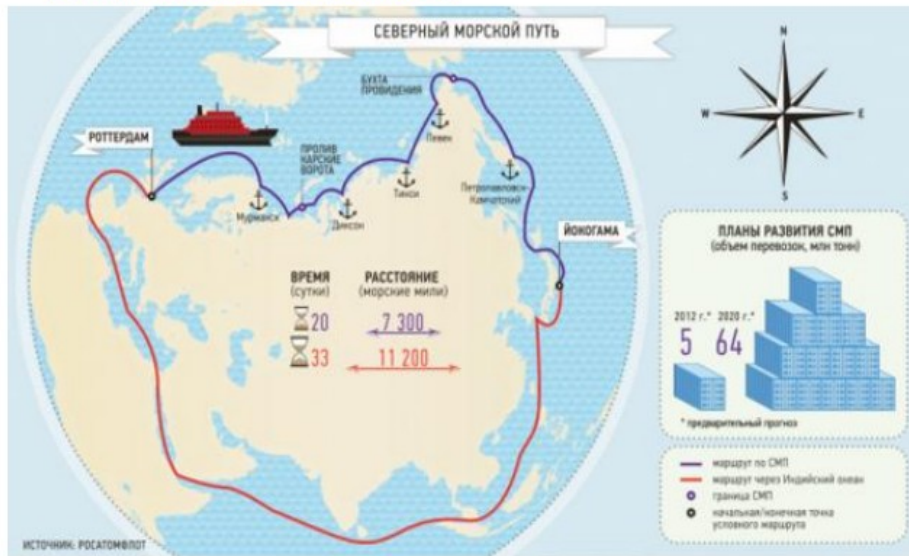 СЕВЕРНЫЙ МОРСКОЙ ПУТЬ
N
W
E
S
БУХТА
ПРОВИДЕНИЯ
РОТТЕРДАМ
ПРОЛИВ
КАРСКИЕ
ВОРОТА
Певек
Тикси
Петропавловск-
Камчатский
Мурманск
Диксон
ЙОКОГАМА
ВРЕМЯ
(сутки)
РАССТОЯНИЕ
(морские мили)
20
7 300
33
11 200
ПЛАНЫ РАЗВИТИЯ СМП
(объем перевозок, млн тонн)
2012 г.*
2020 г.*
5
64
* предварительный прогноз
маршрут по СМП
маршрут через Индийский океан
граница СМП
начальная/конечная точка
условного маршрута
ИСТОЧНИК: РОСАТОМФЛОТ